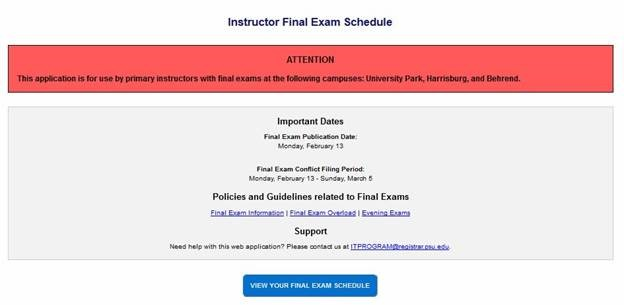 Instructor Final Exam Schedule
ATTENTION
This application is for use by primary instructors with final exams at the following campuses: University Park, Harrisburg, and Behrend.
Important Dates
Final Exam Publication Date:
Monday, February 13
Final Exam Conflict Filing Period:
Monday, February 13 - Sunday, March 5
Policies and Guidelines related to Final Exams
Final Exam Information | Final Exam Overload | Evening Exams
Support
Need help with this web application? Please contact us at ITPROGRAM@registrar.psu.edu.
VIEW YOUR FINAL EXAM SCHEDULE